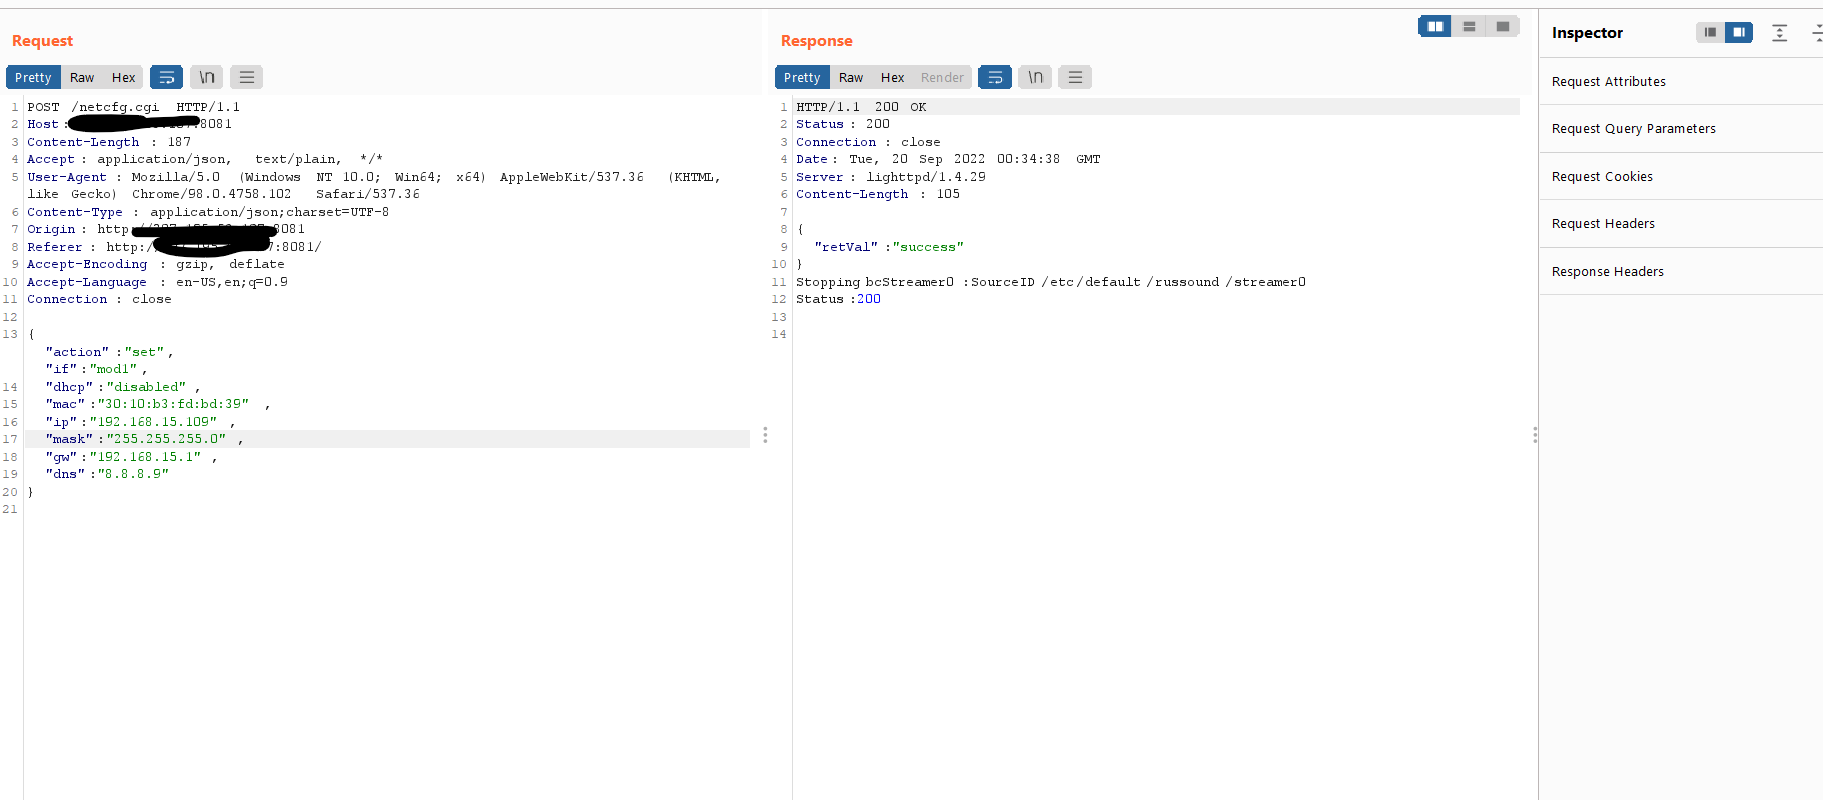 Request
Pretty Raw Hex \n
1 POST /netcfg.cgi HTTP/1.1
2 Host: :8081
3 Content-Length : 187
4 Accept : application/json, text/plain, */*
5 User-Agent : Mozilla/5.0 (Windows NT 10.0; Win64; x64) AppleWebKit/537.36 (KHTML,
like Gecko) Chrome/98.0.4758.102 Safari/537.36
6 Content-Type : application/json;charset=UTF-8
7 Origin : http:// 8081
8 Referer : http:/ 7:8081/
9 Accept-Encoding : gzip, deflate
10 Accept-Language : en-US,en;q=0.9
11 Connection : close
12
13 {
"action" :"set" ,
"if" :"mod1" ,
14 "dhcp" :"disabled" ,
15 "mac" :"30:10:b3:fd:bd:39" ,
16 "ip" :"192.168.15.109" ,
17 "mask" :"255.255.255.0" ,
18 "gw" :"192.168.15.1" ,
19 "dns" :"8.8.8.9"
20 }
21
Response
Pretty Raw Hex Render \n
1 HTTP/1.1 200 OK
2 Status : 200
3 Connection : close
4 Date : Tue, 20 Sep 2022 00:34:38 GMT
5 Server : lighttpd/1.4.29
6 Content-Length : 105
7
8 {
9 "retVal" :"success"
10 }
11 Stopping bcStreamer0 :SourceID /etc/default/russound/streamer0
12 Status :200
13
14
Inspector
Request Attributes
Request Query Parameters
Request Cookies
Request Headers
Response Headers